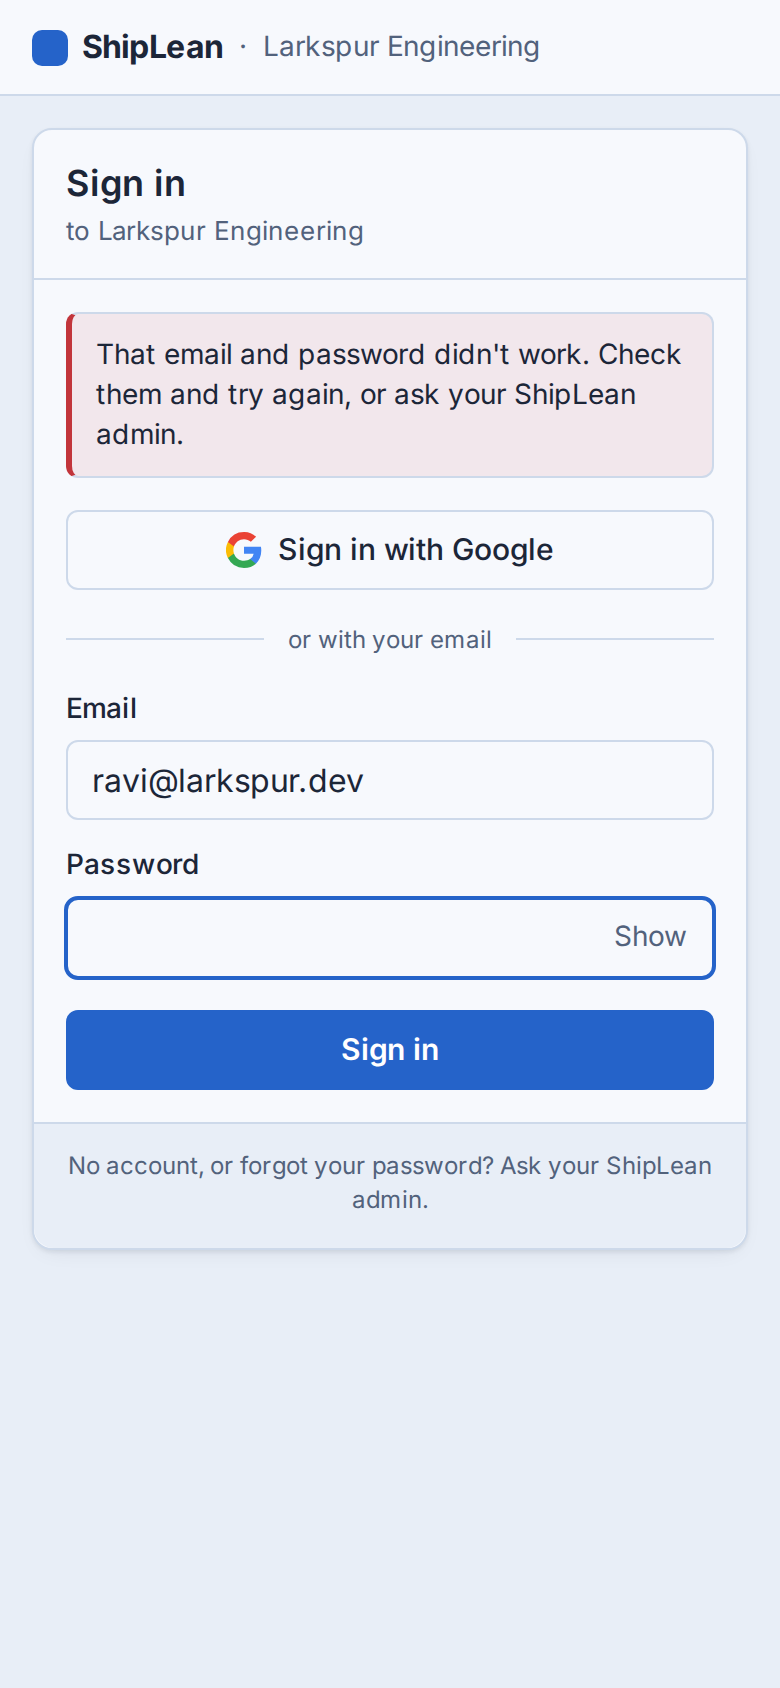 ShipLean · Larkspur Engineering
Sign in
to Larkspur Engineering
That email and password didn't work. Check
them and try again, or ask your ShipLean
admin.
Sign in with Google
or with your email
Email
ravi@larkspur.dev
Password
Show
Sign in
No account, or forgot your password? Ask your ShipLean
admin.